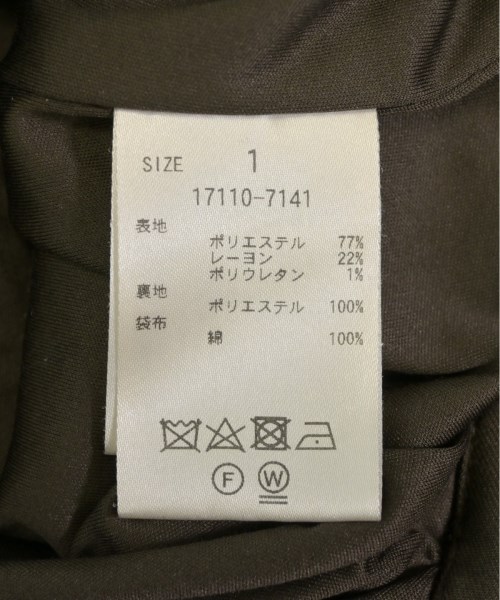 SIZE 1
17110-7141
表地
ポリエステル 77%
レーヨン 22%
ポリウレタン 1%
裏地
ポリエステル 100%
袋布
綿 100%
F W